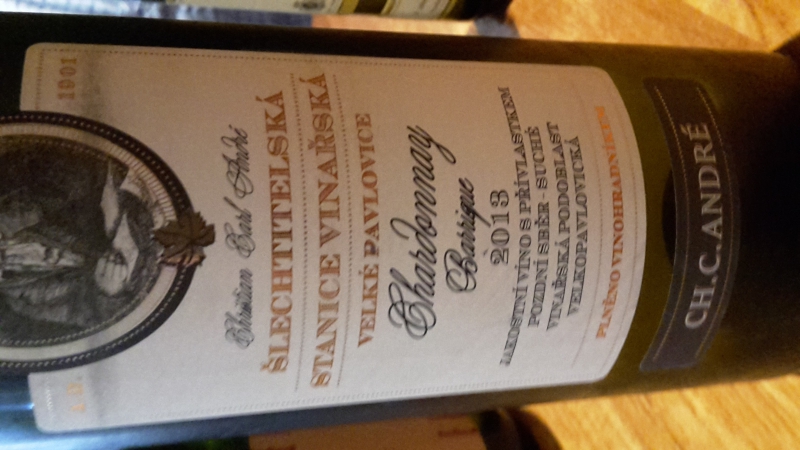 1901
Christian Carl André
ŠLECHTITELSKÁ
STANICE VINAŘSKÁ
VELKÉ PAVLOVICE
Chardonnay
Barrique
2013
JAKOSTNÍ VÍNO S PŘÍVLASTKEM
POZDNÍ SBĚR - SUCHÉ
VINAŘSKÁ PODOBLAST
VELKOPAVLOVICKÁ
PLNĚNO VINOHRADNÍKEM
CH.C.ANDRÉ